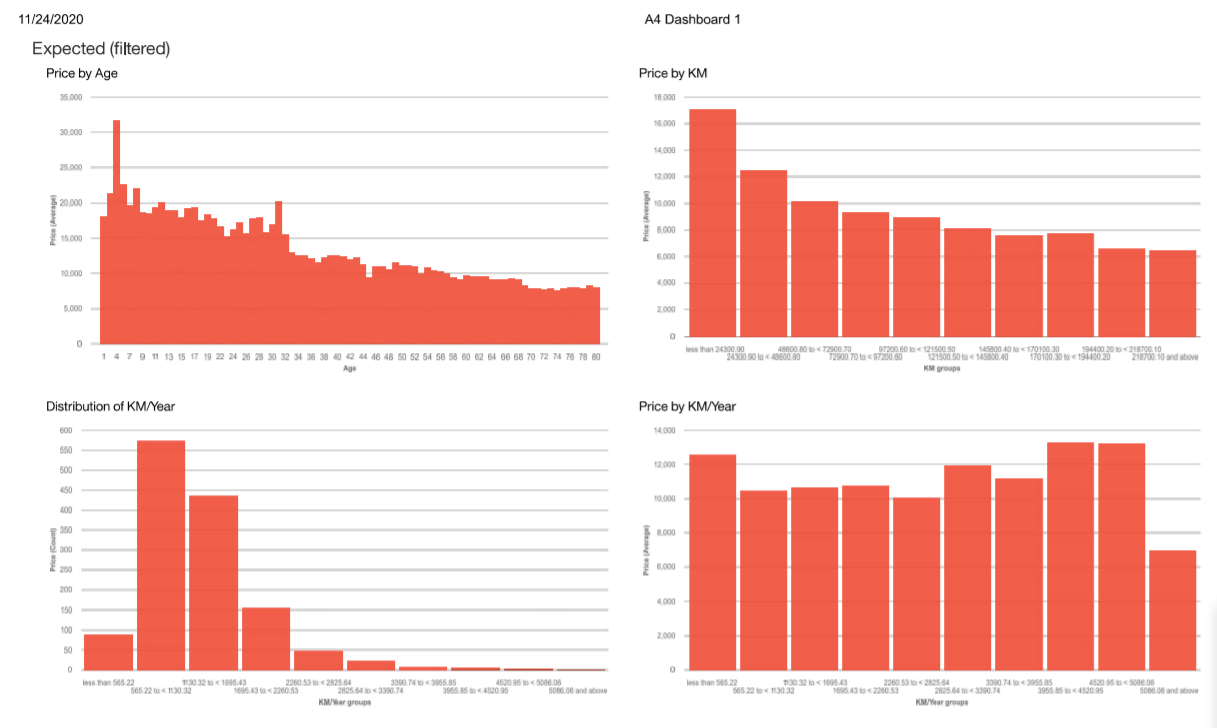 11/24/2020
A4 Dashboard 1
Expected (filtered)
Price by Age
35,000
30,000
25,000
20,000
15,000
10,000
5,000
0
Price (Average)
1 4 7 9 11 13 15 17 19 22 24 26 28 30 32 34 36 38 40 42 44 46 48 50 52 54 56 58 60 62 64 66 68 70 72 74 76 78 80
Age
Price by KM
18,000
16,000
14,000
12,000
10,000
8,000
6,000
4,000
2,000
0
Price (Average)
less than 24300.90 48600.80 to < 72900.70 97200.60 to < 121500.50 145800.40 to < 170100.30 194400.20 to < 218700.10
24300.90 to < 48600.80 72900.70 to < 97200.60 121500.50 to < 145800.40 170100.30 to < 194400.20 218700.10 and above
KM groups
Distribution of KM/Year
600
550
500
450
400
350
300
250
200
150
100
50
0
Price (Count)
less than 565.22 1130.32 to < 1695.43 2260.53 to < 2825.64 3390.74 to < 3955.85 4520.95 to < 5086.06
565.22 to < 1130.32 1695.43 to < 2260.53 2825.64 to < 3390.74 3955.85 to < 4520.95 5086.06 and above
KM/Year groups
Price by KM/Year
14,000
12,000
10,000
8,000
6,000
4,000
2,000
0
Price (Average)
less than 565.22 1130.32 to < 1695.43 2260.53 to < 2825.64 3390.74 to < 3955.85 4520.95 to < 5086.06
565.22 to < 1130.32 1695.43 to < 2260.53 2825.64 to < 3390.74 3955.85 to < 4520.95 5086.06 and above
KM/Year groups